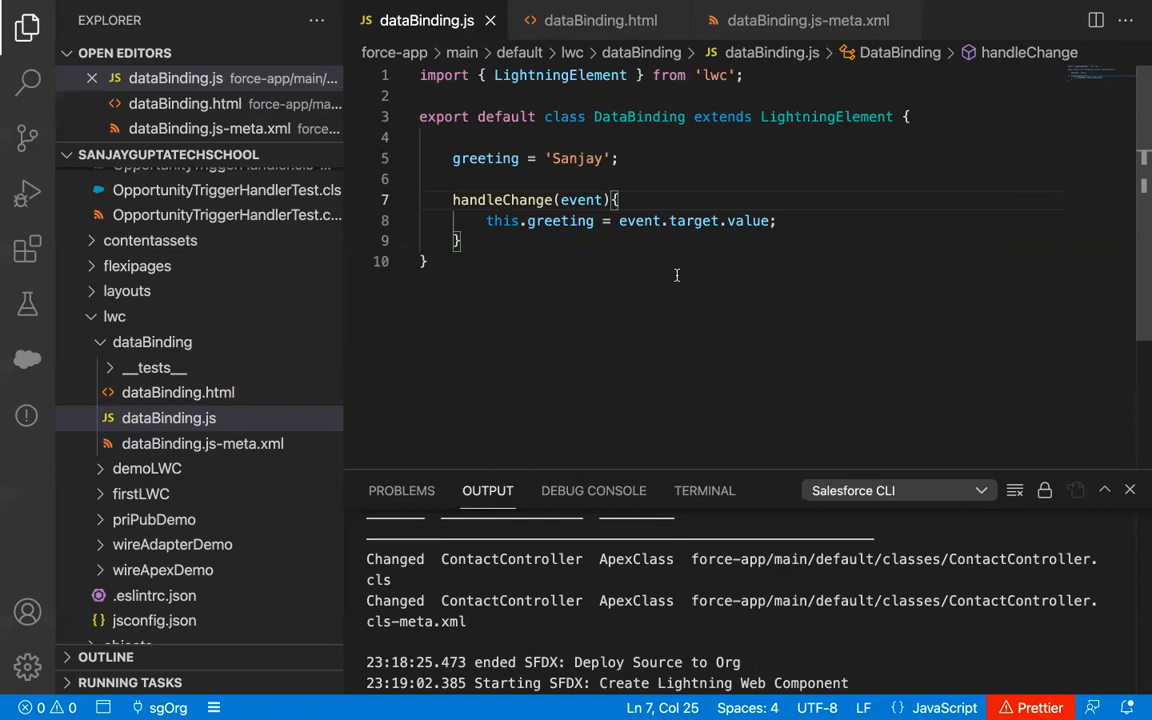 EXPLORER
OPEN EDITORS
dataBinding.js force-app/main/...
dataBinding.html force-app/ma...
dataBinding.js-meta.xml force...
SANJAYGUPTATECHSCHOOL
OpportunityTriggerHandlerTest.cls
OpportunityTriggerHandlerTest.c...
contentassets
flexipages
layouts
lwc
dataBinding
__tests__
dataBinding.html
JS dataBinding.js
dataBinding.js-meta.xml
demoLWC
firstLWC
priPubDemo
wireAdapterDemo
wireApexDemo
.eslintrc.json
{} jsconfig.json
OUTLINE
RUNNING TASKS
JS dataBinding.js
dataBinding.html
dataBinding.js-meta.xml
force-app > main > default > lwc > dataBinding > JS dataBinding.js > DataBinding > handleChange
1 import { LightningElement } from 'lwc';
2
3 export default class DataBinding extends LightningElement {
4
5 greeting = 'Sanjay';
6
7 handleChange(event){
8 this.greeting = event.target.value;
9 }
10 }
PROBLEMS OUTPUT DEBUG CONSOLE TERMINAL Salesforce CLI
Changed ContactController ApexClass force-app/main/default/classes/ContactController.
cls
Changed ContactController ApexClass force-app/main/default/classes/ContactController.
cls-meta.xml
23:18:25.473 ended SFDX: Deploy Source to Org
23:19:02.385 Starting SFDX: Create Lightning Web Component
0 0 sgOrg Ln 7, Col 25 Spaces: 4 UTF-8 LF {} JavaScript Prettier